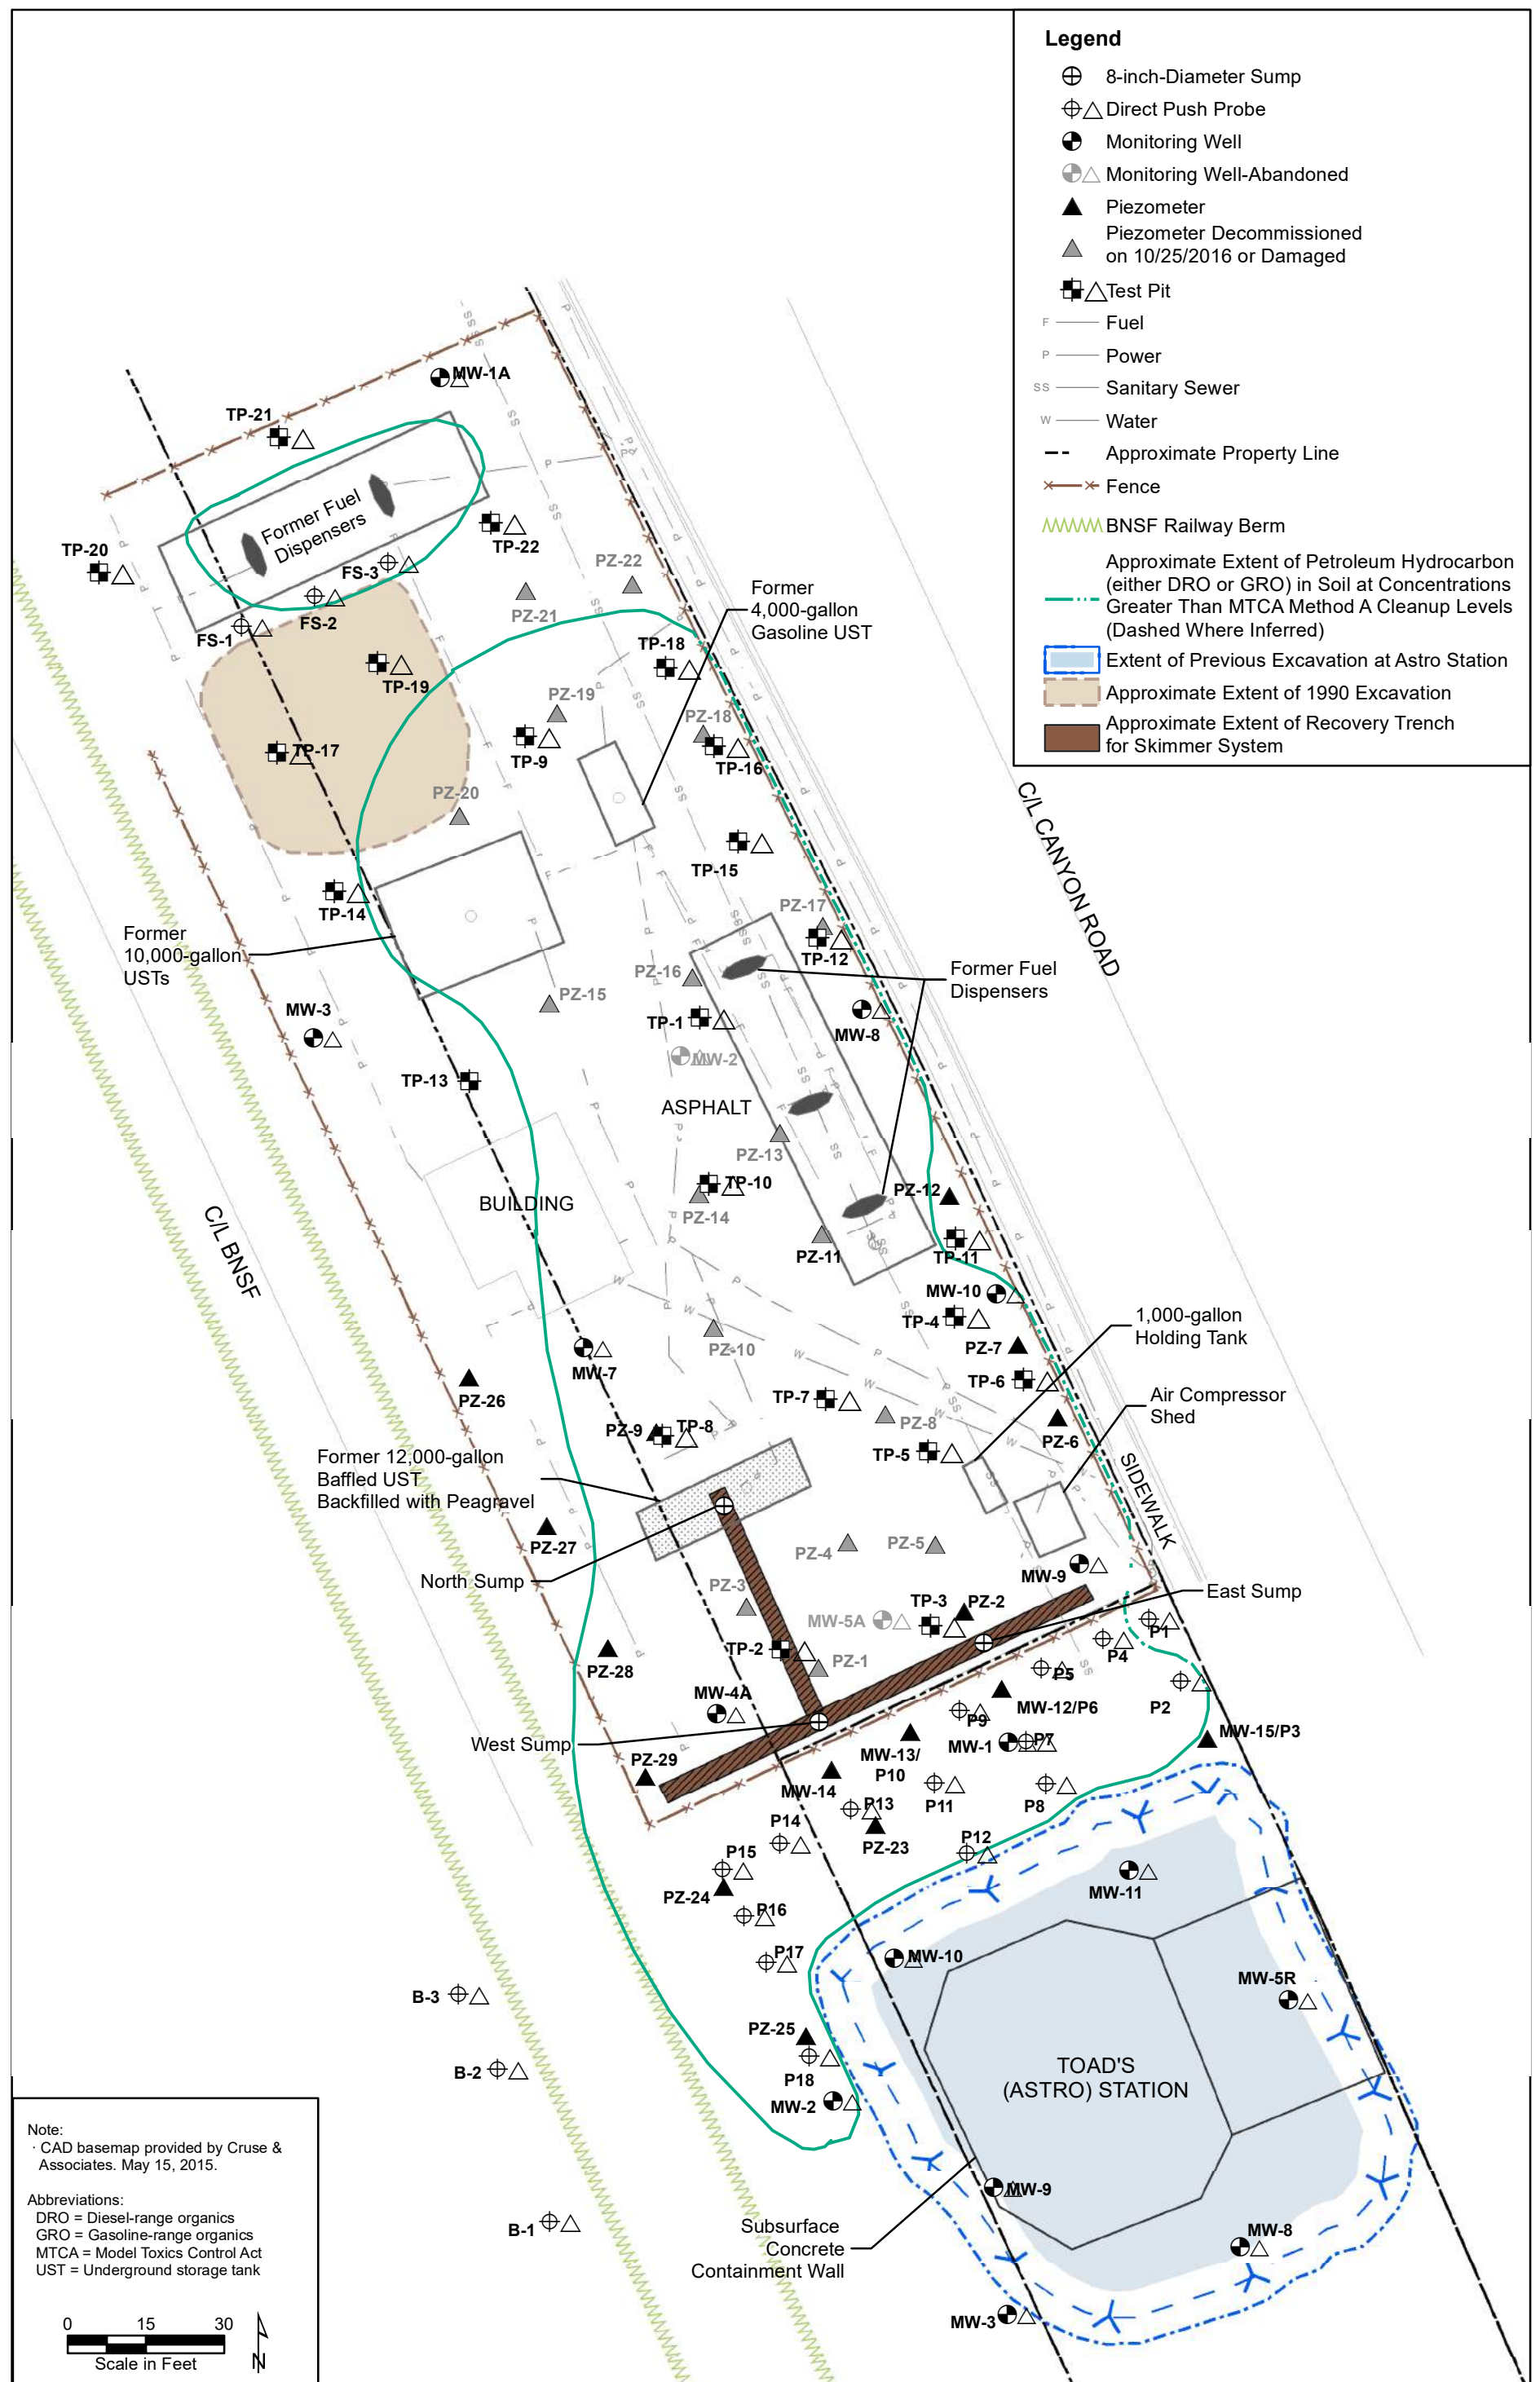 Legend
8-inch-Diameter Sump
Direct Push Probe
Monitoring Well
Monitoring Well-Abandoned
Piezometer
Piezometer Decommissioned
on 10/25/2016 or Damaged
Test Pit
F Fuel
P Power
SS Sanitary Sewer
W Water
Approximate Property Line
Fence
BNSF Railway Berm
Approximate Extent of Petroleum Hydrocarbon
(either DRO or GRO) in Soil at Concentrations
Greater Than MTCA Method A Cleanup Levels
(Dashed Where Inferred)
Extent of Previous Excavation at Astro Station
Approximate Extent of 1990 Excavation
Approximate Extent of Recovery Trench
for Skimmer System
MW-1A
TP-21
Former Fuel
Dispensers
TP-22
TP-20
FS-3
FS-2
FS-1
PZ-22
PZ-21
Former
4,000-gallon
Gasoline UST
TP-18
TP-19
PZ-19
PZ-18
TP-17
TP-9
TP-16
PZ-20
C/L CANYON ROAD
TP-15
TP-14
PZ-17
TP-12
Former
10,000-gallon
USTs
PZ-16
PZ-15
Former Fuel
Dispensers
MW-3
TP-1
MW-8
MW-2
TP-13
ASPHALT
PZ-13
TP-10
PZ-12
BUILDING
PZ-14
PZ-11
TP-11
C/L BNSF
MW-10
TP-4
1,000-gallon
Holding Tank
PZ-10
PZ-7
MW-7
TP-6
PZ-26
TP-7
Air Compressor
Shed
PZ-8
PZ-9
TP-8
PZ-6
TP-5
SIDEWALK
Former 12,000-gallon
Baffled UST
Backfilled with Peagravel
PZ-27
PZ-4
PZ-5
North Sump
MW-9
PZ-3
East Sump
MW-5A
TP-3
PZ-2
P1
TP-2
P4
PZ-1
PZ-28
P5
MW-4A
P2
MW-12/P6
P9
West Sump
MW-15/P3
MW-1
P7
MW-13/
P10
PZ-29
MW-14
P11
P8
P13
P14
PZ-23
P12
P15
PZ-24
MW-11
P16
P17
MW-10
MW-5R
B-3
PZ-25
TOAD'S
(ASTRO) STATION
B-2
P18
MW-2
MW-9
B-1
Subsurface
Concrete
Containment Wall
MW-8
MW-3
Note:
· CAD basemap provided by Cruse &
Associates. May 15, 2015.
Abbreviations:
DRO = Diesel-range organics
GRO = Gasoline-range organics
MTCA = Model Toxics Control Act
UST = Underground storage tank
0 15 30
Scale in Feet
N